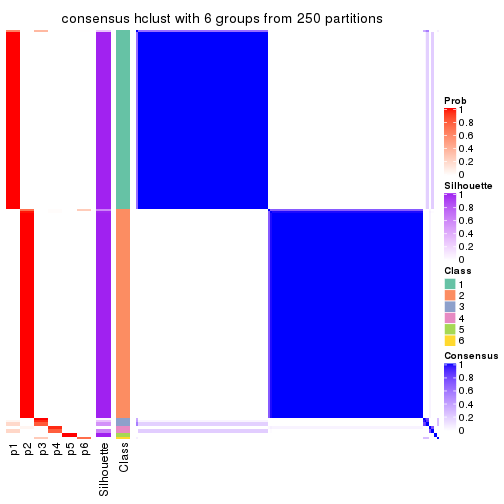 consensus hclust with 6 groups from 250 partitions
Prob
1
0.8
0.6
0.4
0.2
0
Silhouette
1
0.8
0.6
0.4
0.2
0
Class
1
2
3
4
5
6
Consensus
1
0.8
0.6
0.4
0.2
0
p1
p2
p3
p4
p5
p6
Silhouette
Class